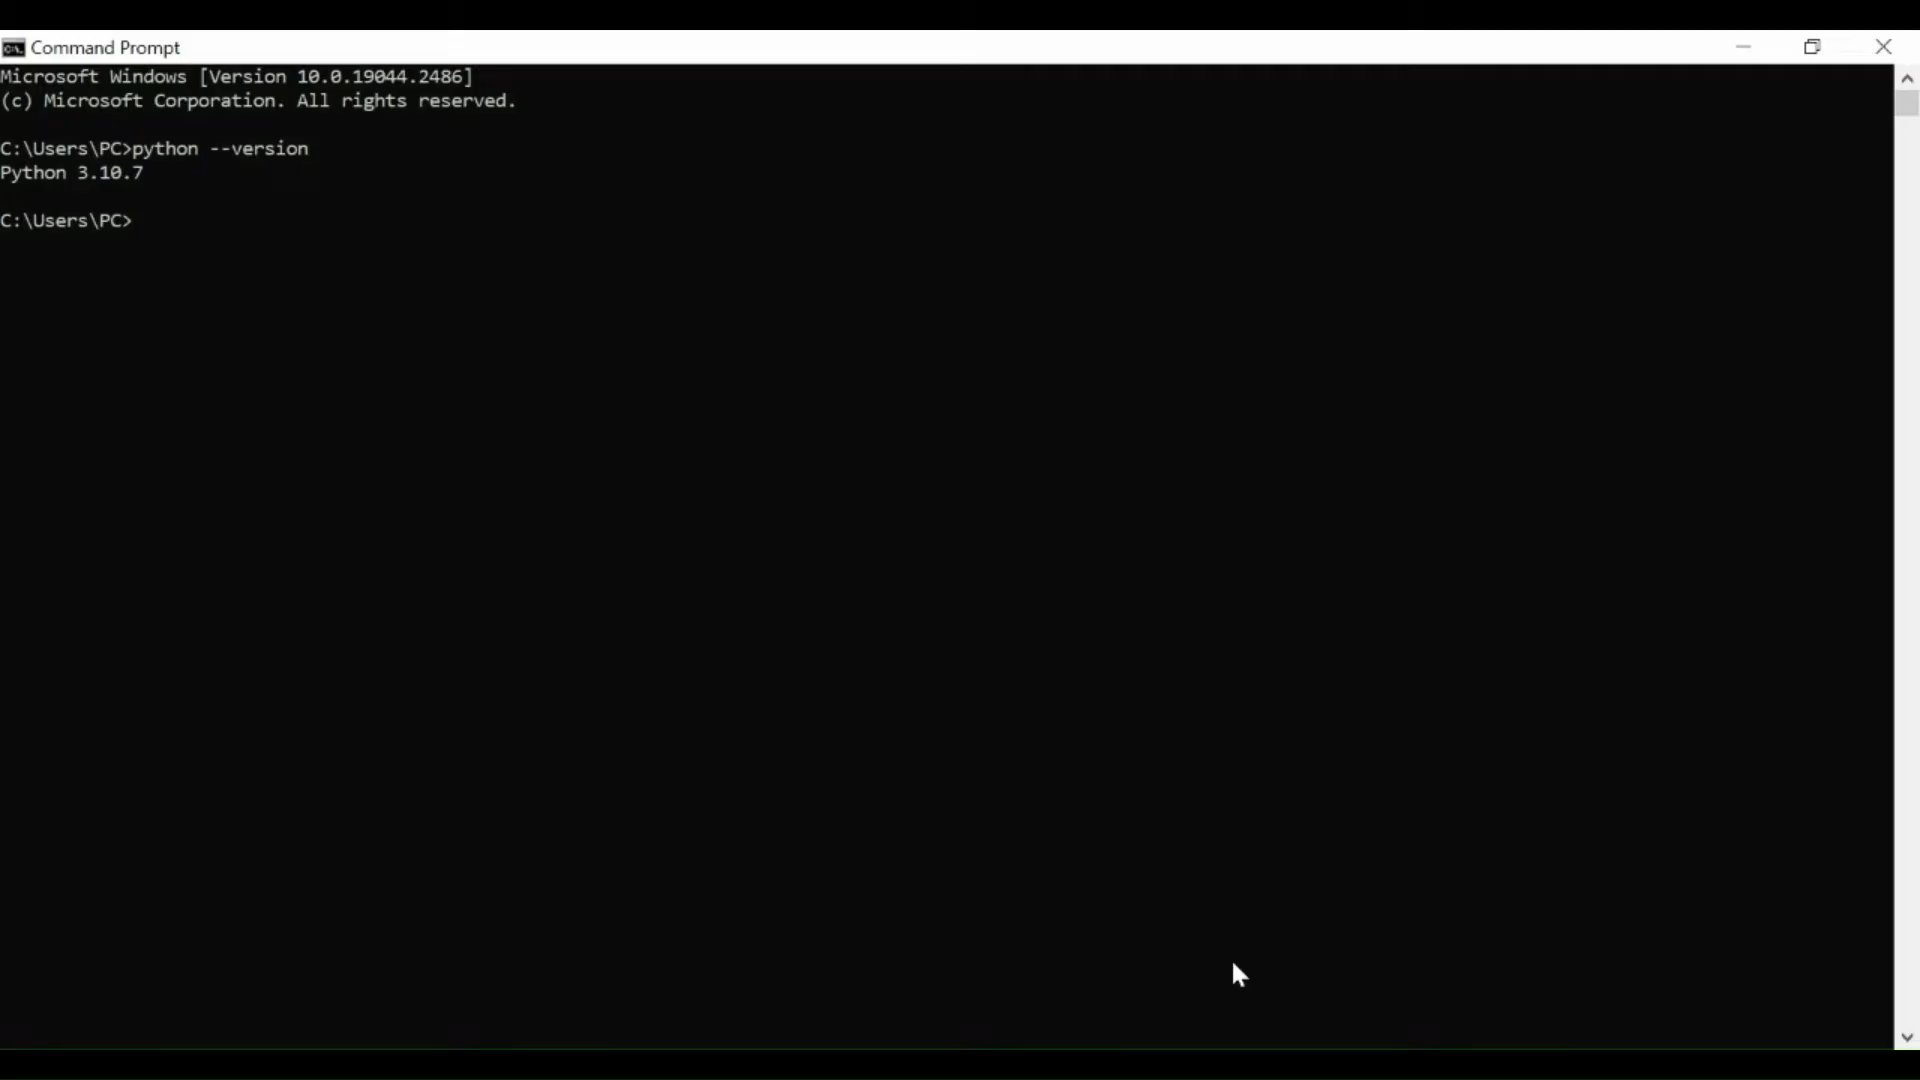 Command Prompt
Microsoft Windows [Version 10.0.19044.2486]
(c) Microsoft Corporation. All rights reserved.
C:\Users\PC>python --version
Python 3.10.7
C:\Users\PC>